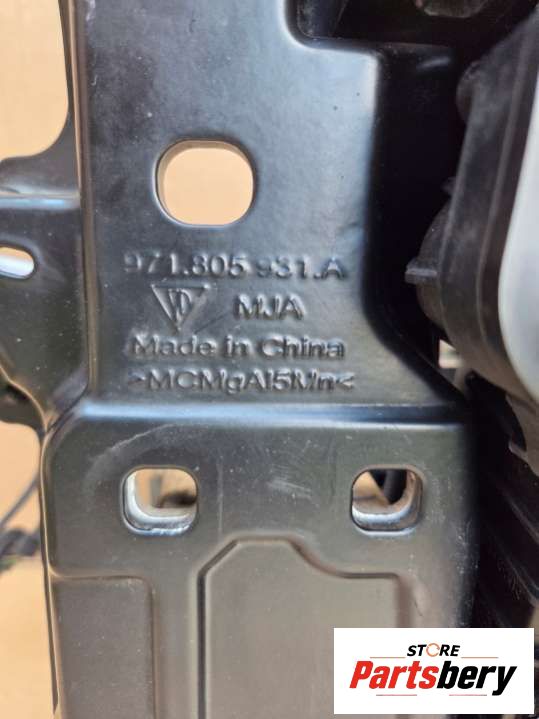 971.805 931.A
MJA
Made in China
>MCMgAl5Mn<
STORE
Partsbery